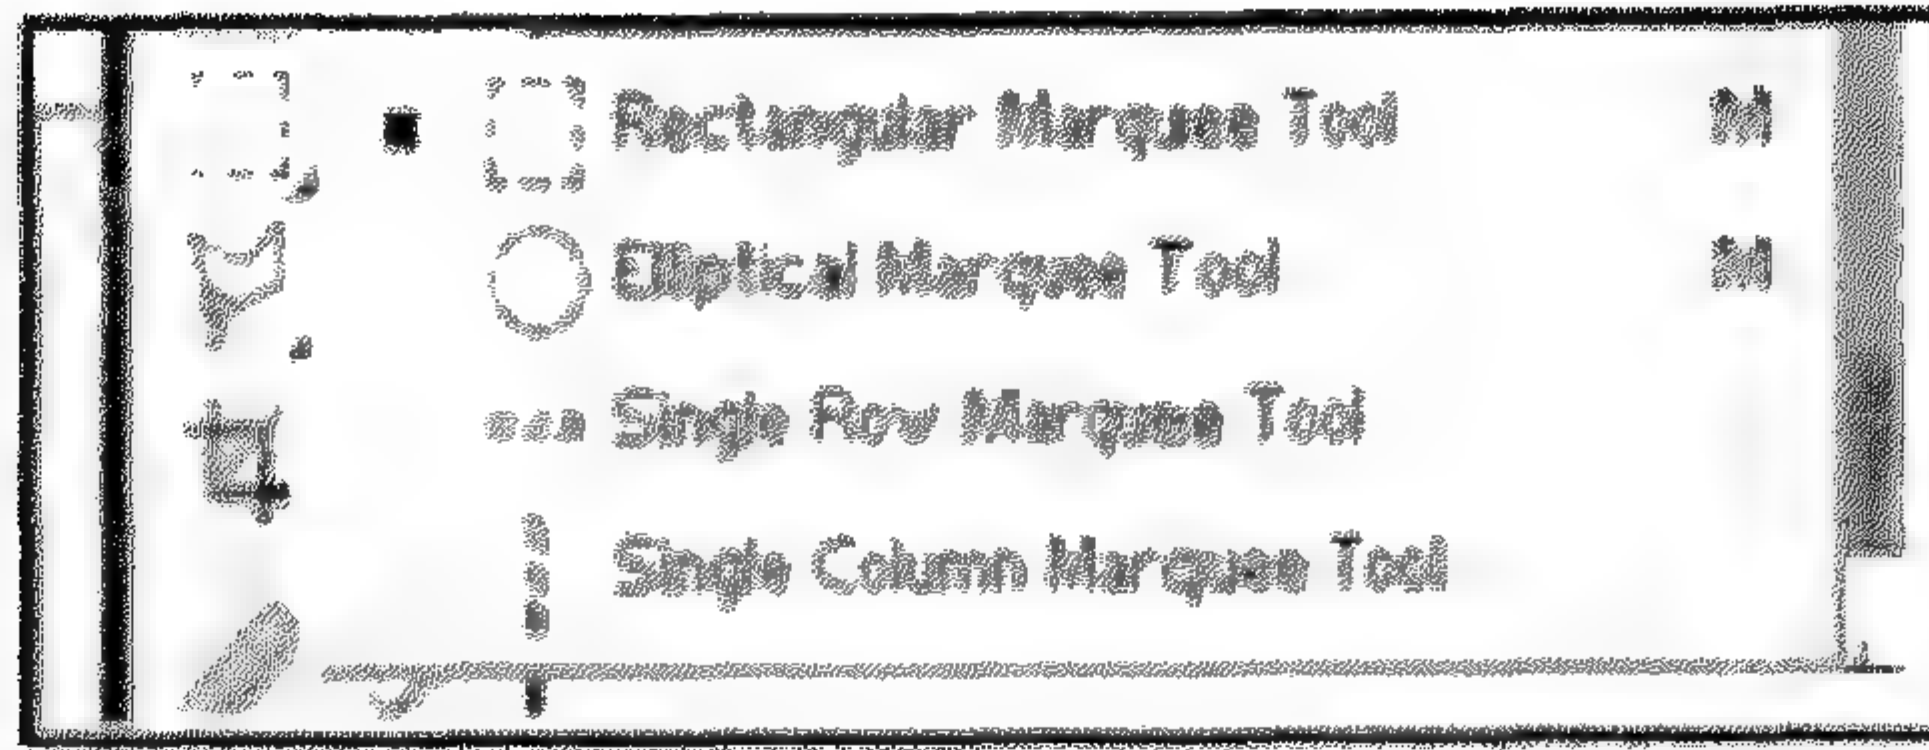 Rectangular Marquee Tool M
Elliptical Marquee Tool M
Single Row Marquee Tool
Single Column Marquee Tool